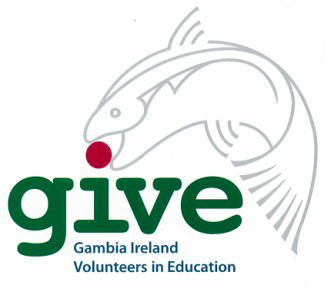 give
Gambia Ireland
Volunteers in Education